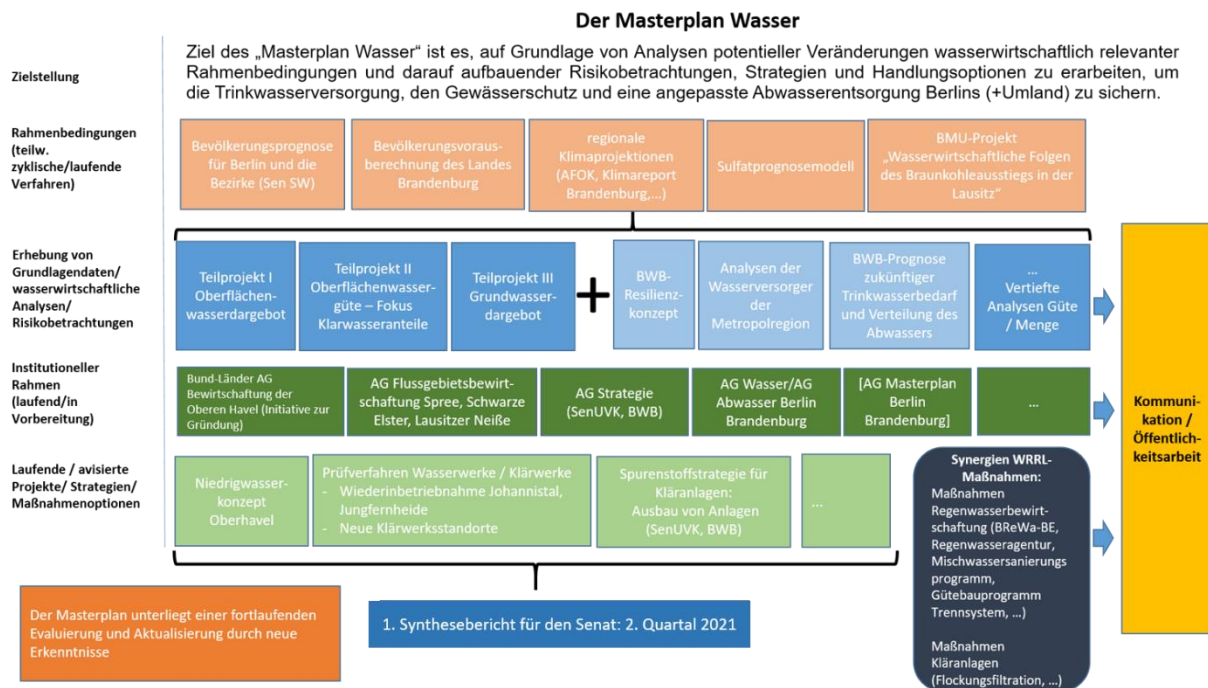 Der Masterplan Wasser
Zielstellung
Ziel des „Masterplan Wasser“ ist es, auf Grundlage von Analysen potentieller Veränderungen wasserwirtschaftlich relevanter
Rahmenbedingungen und darauf aufbauender Risikobetrachtungen, Strategien und Handlungsoptionen zu erarbeiten, um
die Trinkwasserversorgung, den Gewässerschutz und eine angepasste Abwasserentsorgung Berlins (+Umland) zu sichern.
Rahmenbedingungen
(teilw.
zyklische/laufende
Verfahren)
Bevölkerungsprognose
für Berlin und die
Bezirke (Sen SW)
Bevölkerungsvoraus-
berechnung des Landes
Brandenburg
regionale
Klimaprojektionen
(AFOK, Klimareport
Brandenburg,...)
Sulfatprognosemodell
BMU-Projekt
„Wasserwirtschaftliche Folgen
des Braunkohleausstiegs in der
Lausitz“
Erhebung von
Grundlagendaten/
wasserwirtschaftliche
Analysen/
Risikobetrachtungen
Teilprojekt I
Oberflächen-
wasserdargebot
Teilprojekt II
Oberflächenwasser-
güte – Fokus
Klarwasseranteile
Teilprojekt III
Grundwasser-
dargebot
+
BWB-
Resilienz-
konzept
Analysen der
Wasserversorger
der
Metropolregion
BWB-Prognose
zukünftiger
Trinkwasserbedarf
und Verteilung des
Abwassers
...
Vertiefte
Analysen Güte
/ Menge
Institutioneller
Rahmen
(laufend/in
Vorbereitung)
Bund-Länder AG
Bewirtschaftung der
Oberen Havel (Initiative zur
Gründung)
AG Flussgebietsbewirt-
schaftung Spree, Schwarze
Elster, Lausitzer Neiße
AG Strategie
(SenUVK, BWB)
AG Wasser/AG
Abwasser Berlin
Brandenburg
[AG Masterplan
Berlin
Brandenburg]
...
Laufende / avisierte
Projekte/ Strategien/
Maßnahmenoptionen
Niedrigwasser-
konzept
Oberhavel
Prüfverfahren Wasserwerke / Klärwerke
- Wiederinbetriebnahme Johannistal,
Jungfernheide
- Neue Klärwerksstandorte
Spurenstoffstrategie für
Kläranlagen:
Ausbau von Anlagen
(SenUVK, BWB)
...
Synergien WRRL-
Maßnahmen:
Maßnahmen
Regenwasserbewirt-
schaftung (BReWa-BE,
Regenwasseragentur,
Mischwassersanierungs
programm,
Gütebauprogramm
Trennsystem, ...)
Maßnahmen
Kläranlagen
(Flockungsfiltration, ...)
Kommuni-
kation /
Öffentlich-
keitsarbeit
Der Masterplan unterliegt einer fortlaufenden
Evaluierung und Aktualisierung durch neue
Erkenntnisse
1. Synthesebericht für den Senat: 2. Quartal 2021